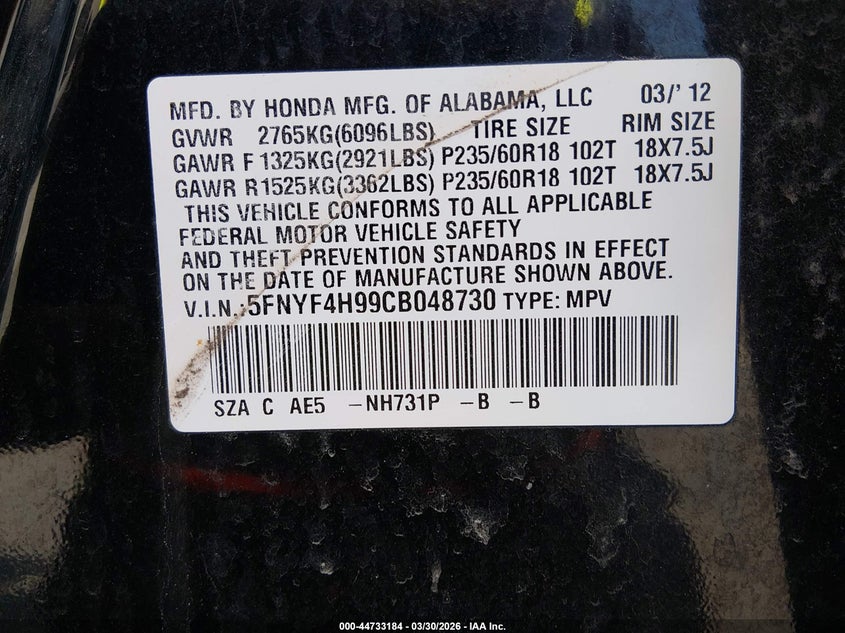 MFD. BY HONDA MFG. OF ALABAMA, LLC 03/' 12
GVWR 2765KG(6096LBS) TIRE SIZE RIM SIZE
GAWR F 1325KG(2921LBS) P235/60R18 102T 18X7.5J
GAWR R1525KG(3362LBS) P235/60R18 102T 18X7.5J
THIS VEHICLE CONFORMS TO ALL APPLICABLE
FEDERAL MOTOR VEHICLE SAFETY
AND THEFT PREVENTION STANDARDS IN EFFECT
ON THE DATE OF MANUFACTURE SHOWN ABOVE.
V.I.N.:5FNYF4H99CB048730 TYPE: MPV
SZA C AE5 -NH731P -B -B
000-44733184 - 03/30/2026 - IAA Inc.